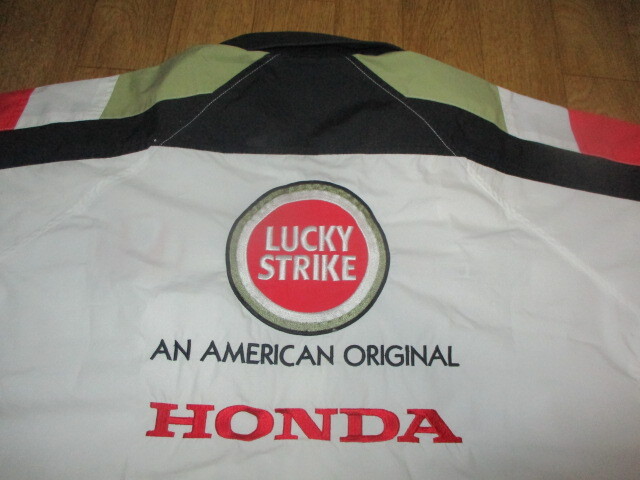 LUCKY
STRIKE
AN AMERICAN ORIGINAL
HONDA